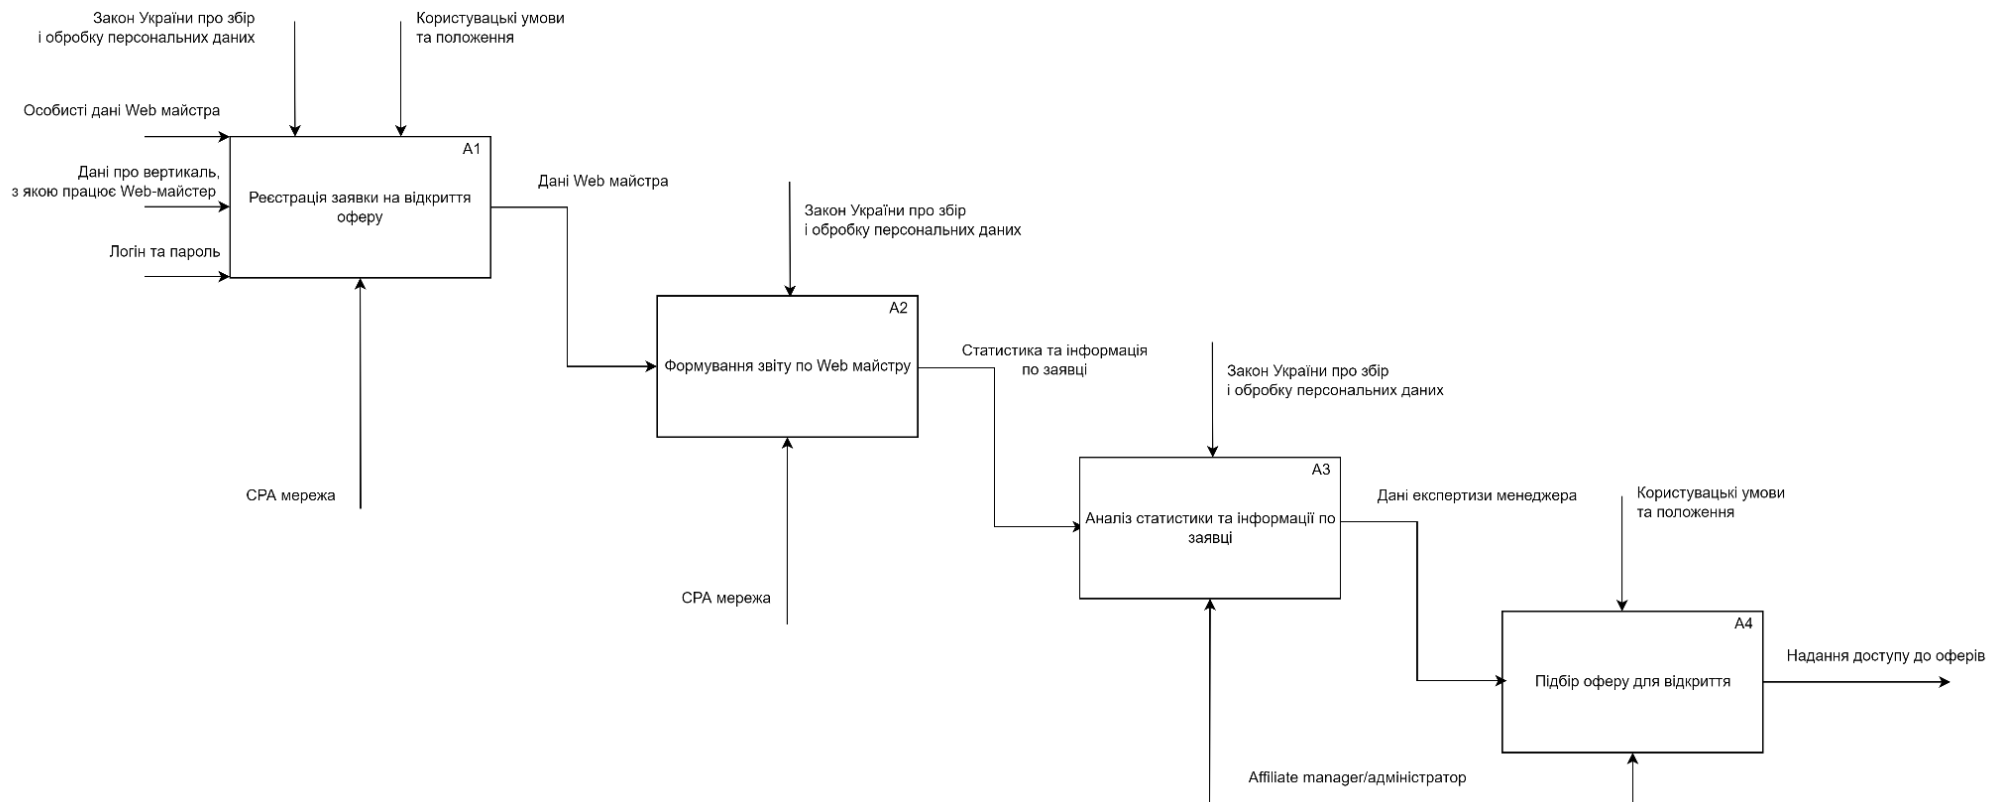 Закон України про збір
і обробку персональних даних
Користувацькі умови
та положення
Особисті дані Web майстра
Дані про вертикаль,
з якою працює Web-майстер
Логін та пароль
A1
Реєстрація заявки на відкриття
оферу
CPA мережа
Дані Web майстра
Закон України про збір
і обробку персональних даних
A2
Формування звіту по Web майстру
CPA мережа
Статистика та інформація
по заявці
Закон України про збір
і обробку персональних даних
A3
Аналіз статистики та інформації по
заявці
Affiliate manager/адміністратор
Дані експертизи менеджера
Користувацькі умови
та положення
A4
Підбір оферу для відкриття
Надання доступу до оферів